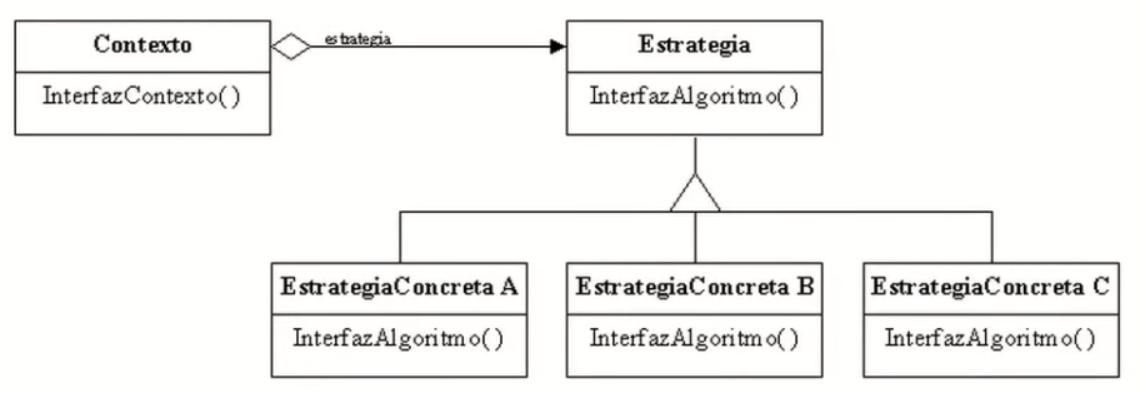 Contexto
estrategia
Estrategia
InterfazContexto()
InterfazAlgoritmo()
EstrategiaConcreta A
EstrategiaConcreta B
EstrategiaConcreta C
InterfazAlgoritmo()
InterfazAlgoritmo()
InterfazAlgoritmo()